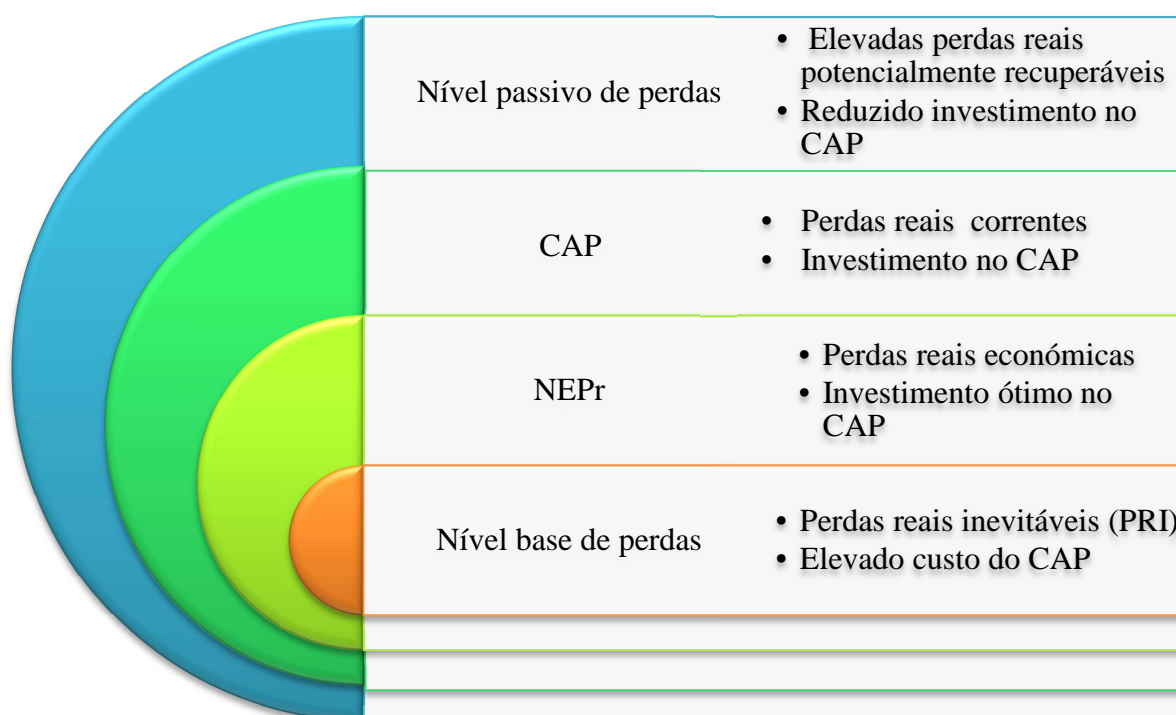 Nível passivo de perdas
• Elevadas perdas reais
potencialmente recuperáveis
• Reduzido investimento no
CAP
CAP
• Perdas reais correntes
• Investimento no CAP
NEPr
• Perdas reais económicas
• Investimento ótimo no
CAP
Nível base de perdas
• Perdas reais inevitáveis (PRI)
• Elevado custo do CAP